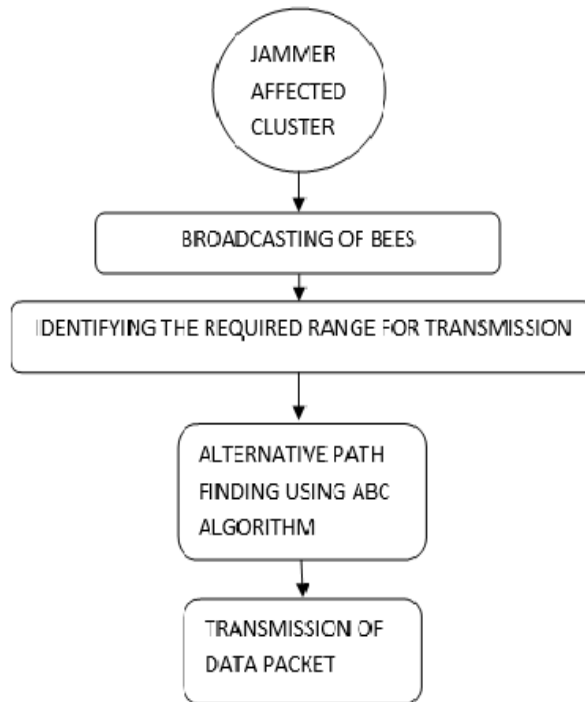 JAMMER
AFFECTED
CLUSTER
BROADCASTING OF BEES
IDENTIFYING THE REQUIRED RANGE FOR TRANSMISSION
ALTERNATIVE PATH
FINDING USING ABC
ALGORITHM
TRANSMISSION OF
DATA PACKET